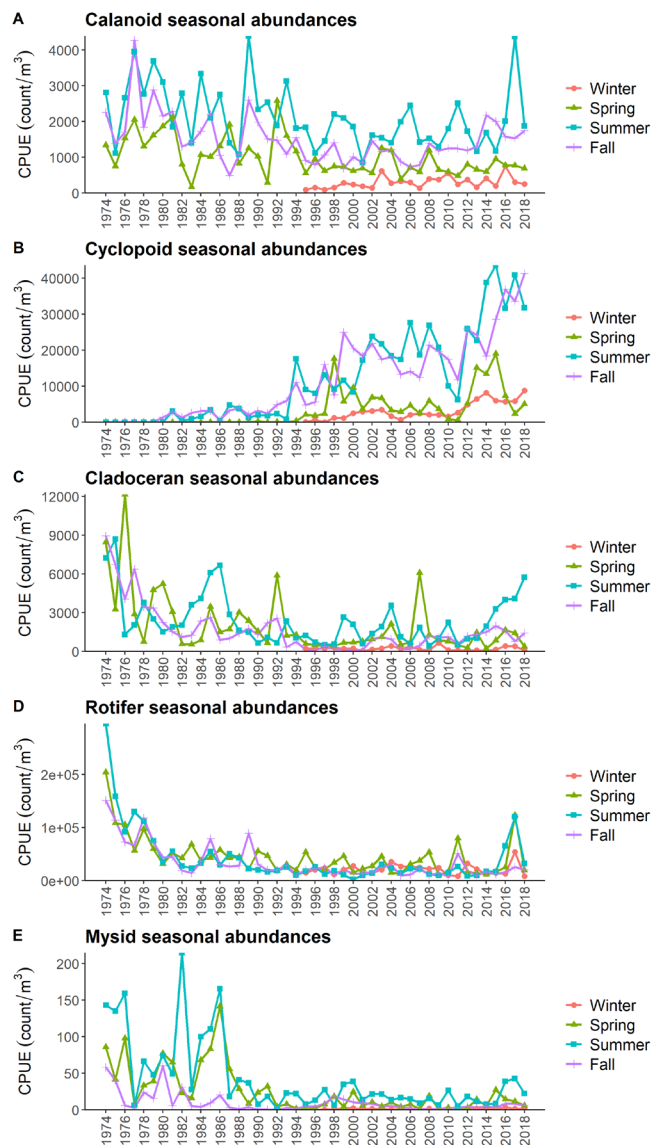 A Calanoid seasonal abundances
CPUE (count/m³)
4000
3000
2000
1000
0
1974 1976 1978 1980 1982 1984 1986 1988 1990 1992 1994 1996 1998 2000 2002 2004 2006 2008 2010 2012 2014 2016 2018
Winter
Spring
Summer
Fall
B Cyclopoid seasonal abundances
CPUE (count/m³)
40000
30000
20000
10000
0
1974 1976 1978 1980 1982 1984 1986 1988 1990 1992 1994 1996 1998 2000 2002 2004 2006 2008 2010 2012 2014 2016 2018
Winter
Spring
Summer
Fall
C Cladoceran seasonal abundances
CPUE (count/m³)
12000
9000
6000
3000
0
1974 1976 1978 1980 1982 1984 1986 1988 1990 1992 1994 1996 1998 2000 2002 2004 2006 2008 2010 2012 2014 2016 2018
Winter
Spring
Summer
Fall
D Rotifer seasonal abundances
CPUE (count/m³)
2e+05
1e+05
0e+00
1974 1976 1978 1980 1982 1984 1986 1988 1990 1992 1994 1996 1998 2000 2002 2004 2006 2008 2010 2012 2014 2016 2018
Winter
Spring
Summer
Fall
E Mysid seasonal abundances
CPUE (count/m³)
200
150
100
50
0
1974 1976 1978 1980 1982 1984 1986 1988 1990 1992 1994 1996 1998 2000 2002 2004 2006 2008 2010 2012 2014 2016 2018
Winter
Spring
Summer
Fall